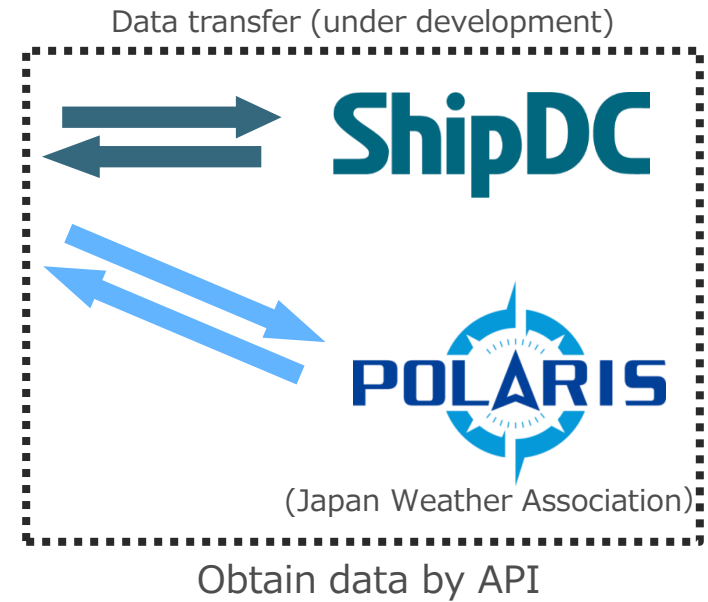 Data transfer (under development)
ShipDC
POLARIS
(Japan Weather Association)
Obtain data by API